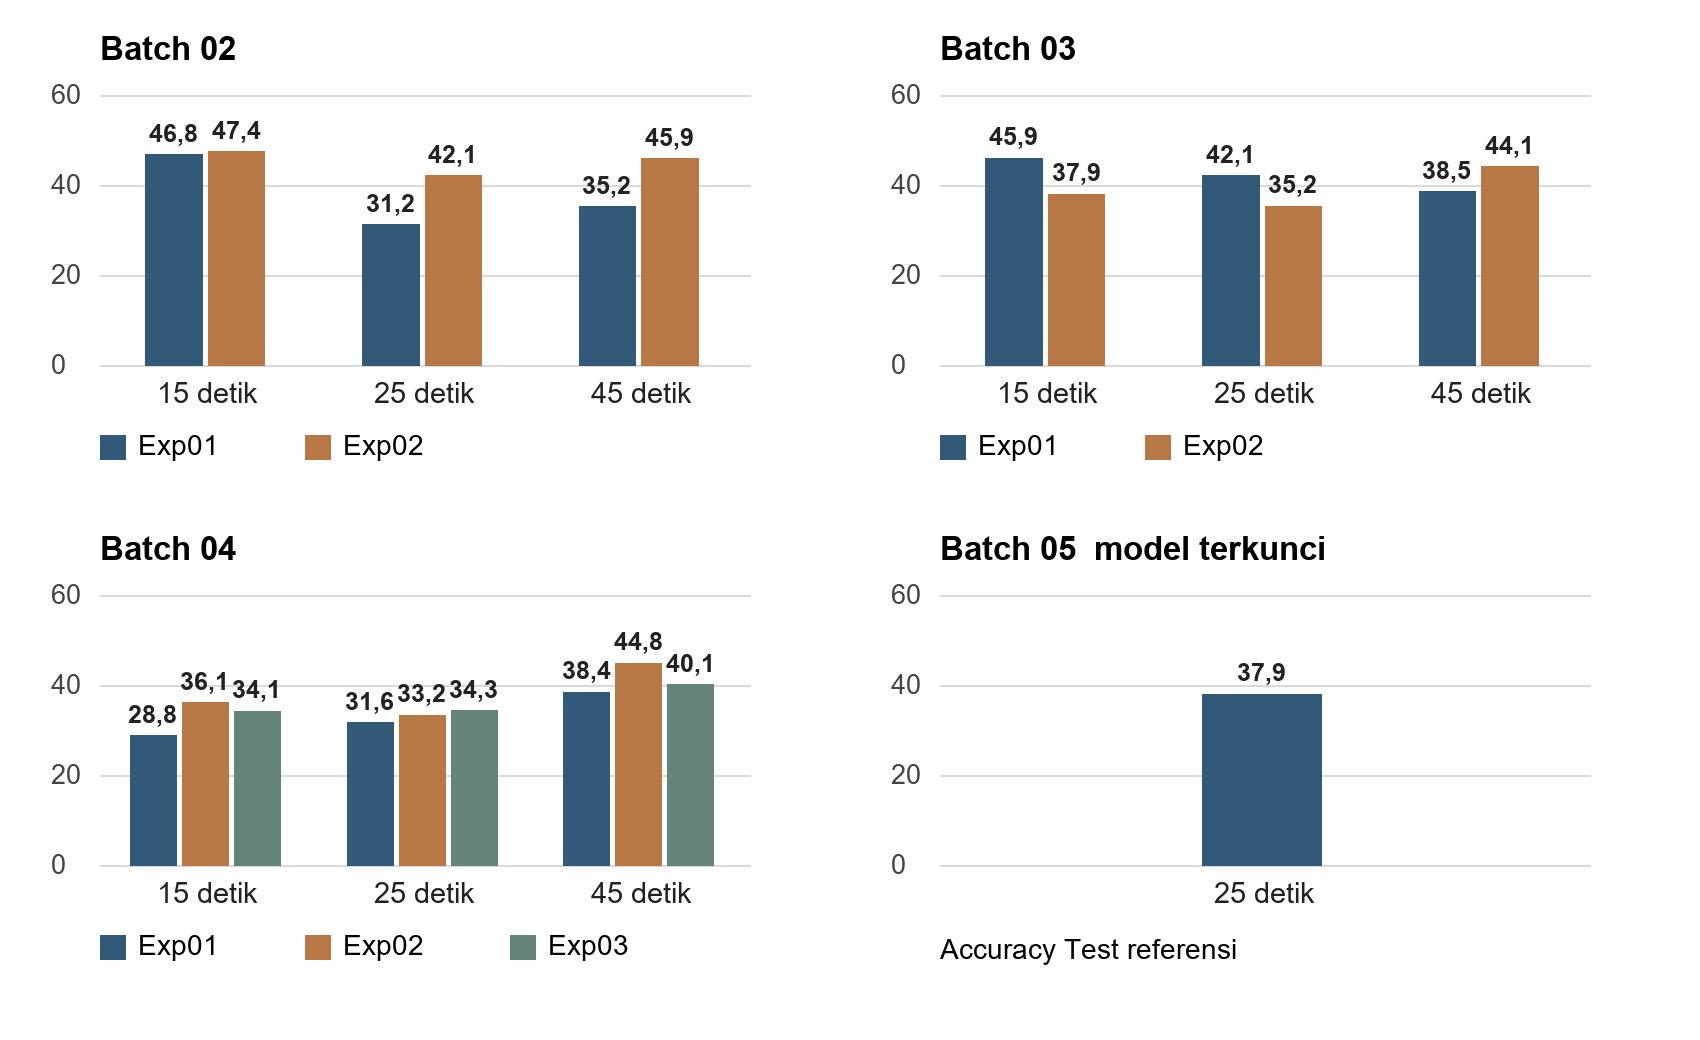 Batch 02
60
40
20
0
46,8 47,4 31,2 42,1 35,2 45,9
15 detik 25 detik 45 detik
Exp01 Exp02
Batch 03
60
40
20
0
45,9 37,9 42,1 35,2 38,5 44,1
15 detik 25 detik 45 detik
Exp01 Exp02
Batch 04
60
40
20
0
28,8 36,1 34,1 31,6 33,2 34,3 38,4 44,8 40,1
15 detik 25 detik 45 detik
Exp01 Exp02 Exp03
Batch 05 model terkunci
60
40
20
0
37,9
25 detik
Accuracy Test referensi